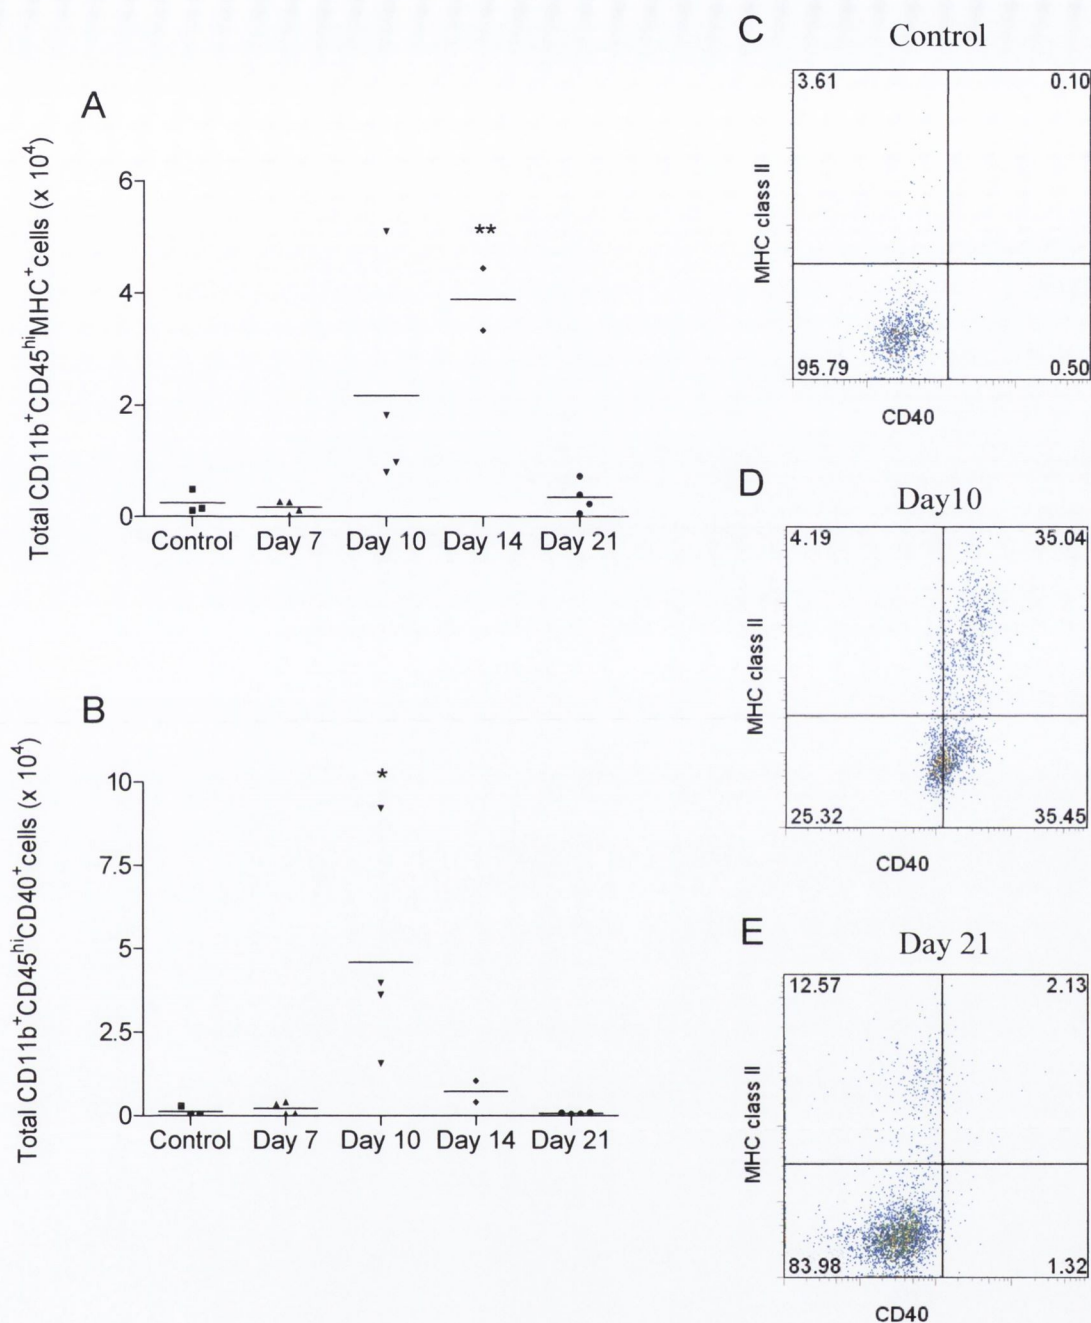 A
Total CD11b⁺CD45ʰⁱMHC⁺cells (x 10⁴)
6
4
2
0
**
Control Day 7 Day 10 Day 14 Day 21
B
Total CD11b⁺CD45ʰⁱCD40⁺cells (x 10⁴)
10
7.5
5
2.5
0
*
Control Day 7 Day 10 Day 14 Day 21
C
Control
3.61 0.10
MHC class II
95.79 0.50
CD40
D
Day10
4.19 35.04
MHC class II
25.32 35.45
CD40
E
Day 21
12.57 2.13
MHC class II
83.98 1.32
CD40